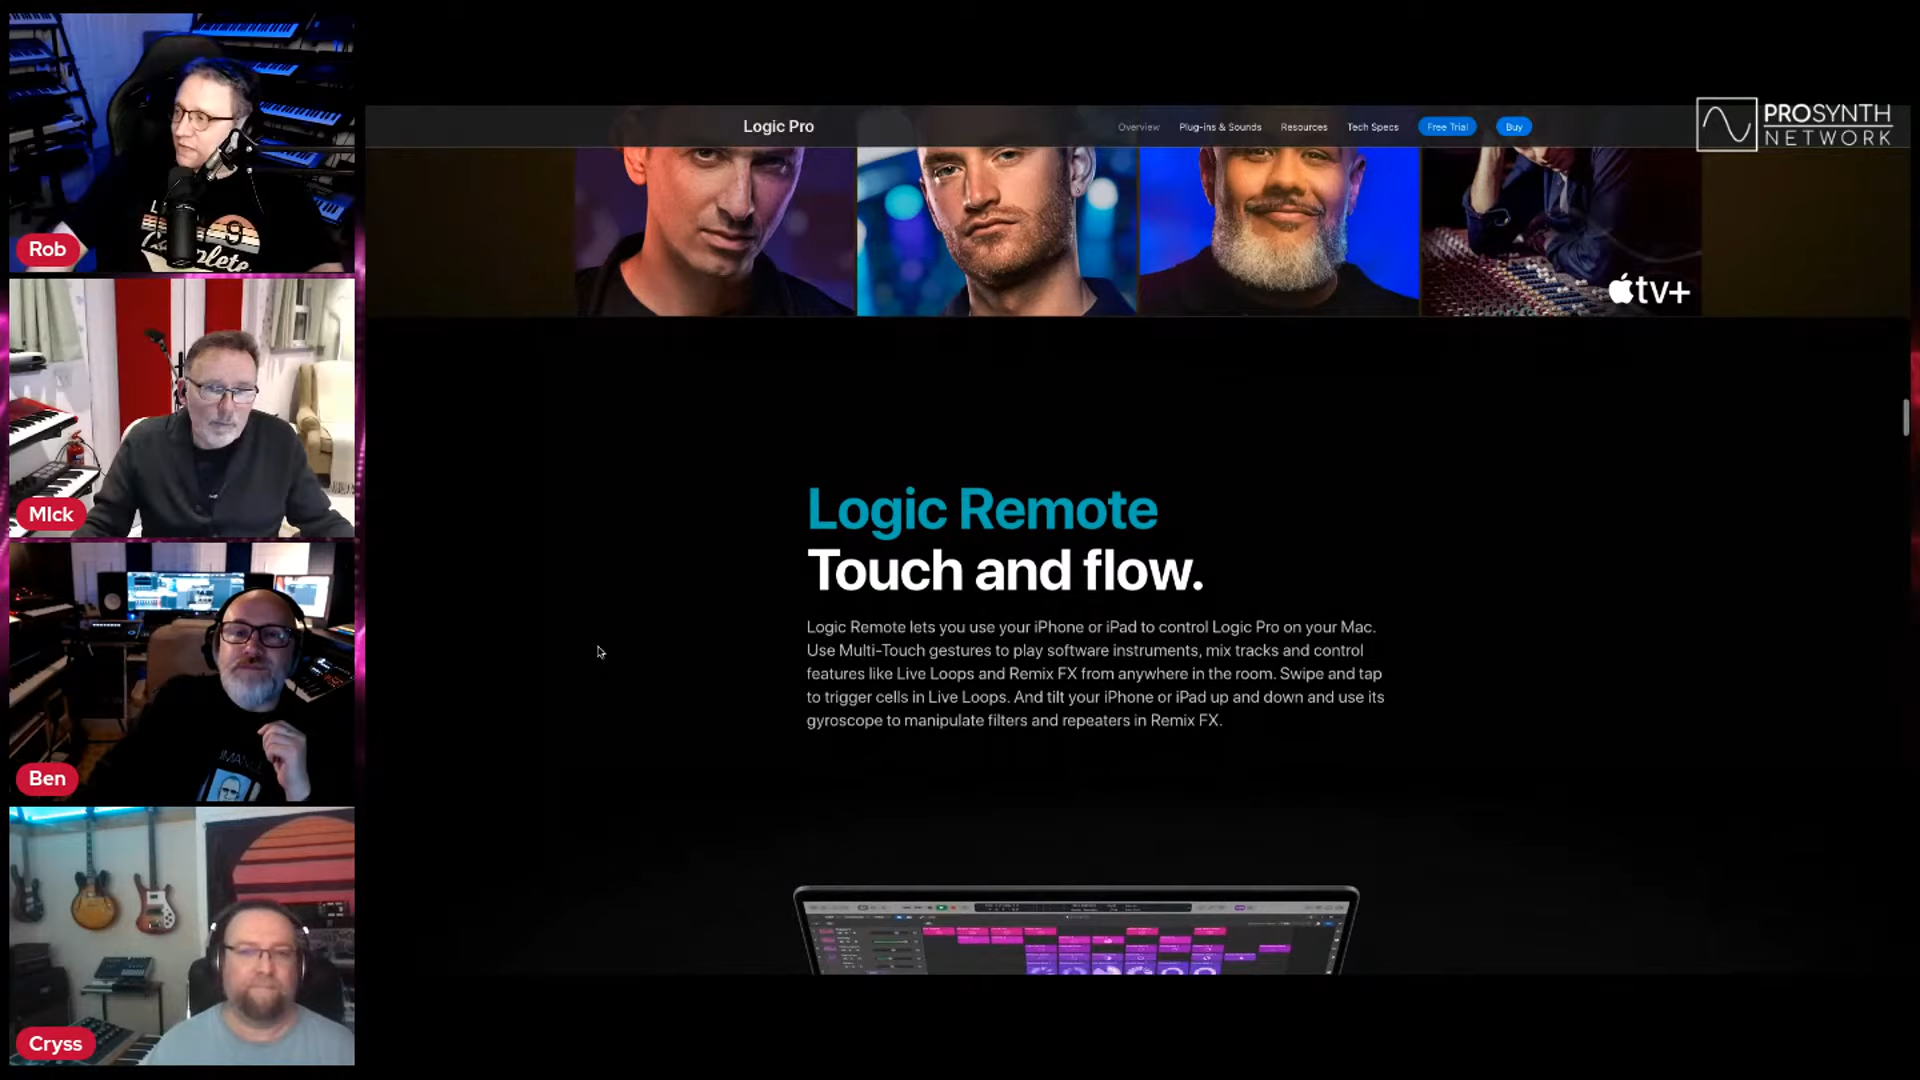 Rob
MIck
Ben
Cryss
Logic Pro
Overview
Plug-ins & Sounds
Resources
Tech Specs
Free Trial
Buy
PROSYNTH
NETWORK
tv+
Logic Remote
Touch and flow.
Logic Remote lets you use your iPhone or iPad to control Logic Pro on your Mac.
Use Multi-Touch gestures to play software instruments, mix tracks and control
features like Live Loops and Remix FX from anywhere in the room. Swipe and tap
to trigger cells in Live Loops. And tilt your iPhone or iPad up and down and use its
gyroscope to manipulate filters and repeaters in Remix FX.